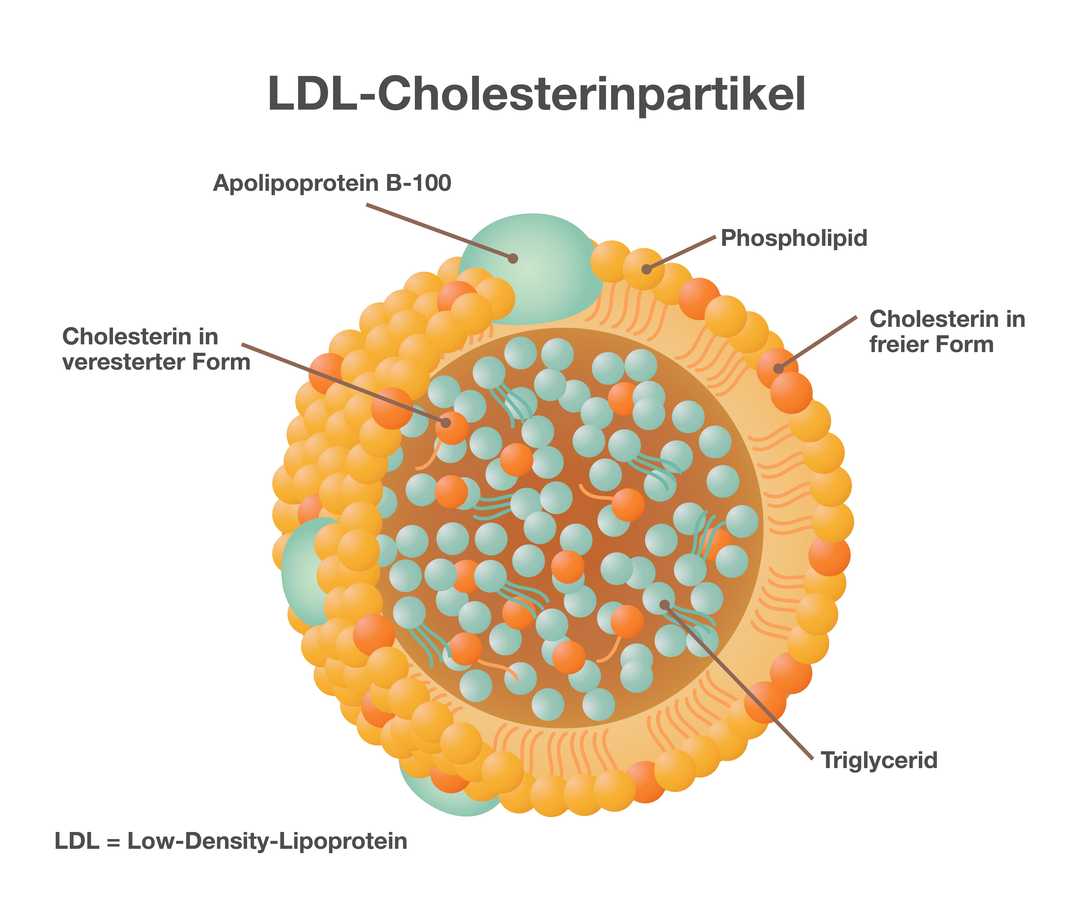 LDL-Cholesterinpartikel
Apolipoprotein B-100
Phospholipid
Cholesterin in
freier Form
Cholesterin in
veresterter Form
Triglycerid
LDL = Low-Density-Lipoprotein